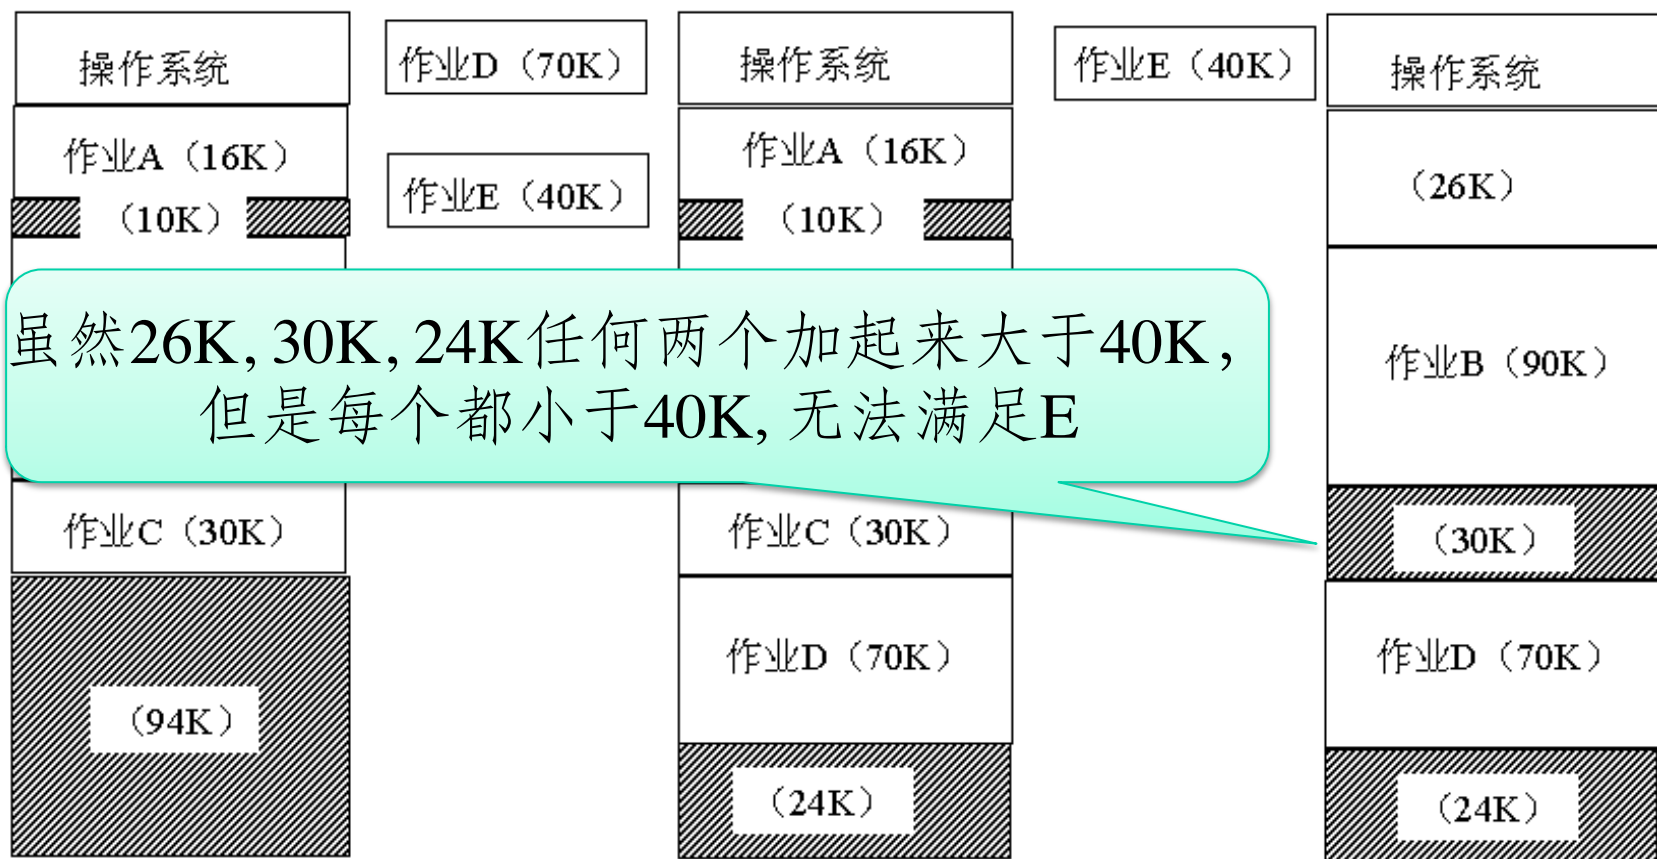 操作系统
作业A（16K）
（10K）
作业C（30K）
（94K）
作业D（70K）
作业E（40K）
操作系统
作业A（16K）
（10K）
作业C（30K）
作业D（70K）
（24K）
作业E（40K）
操作系统
（26K）
作业B（90K）
（30K）
作业D（70K）
（24K）
虽然26K, 30K, 24K任何两个加起来大于40K，
但是每个都小于40K, 无法满足E